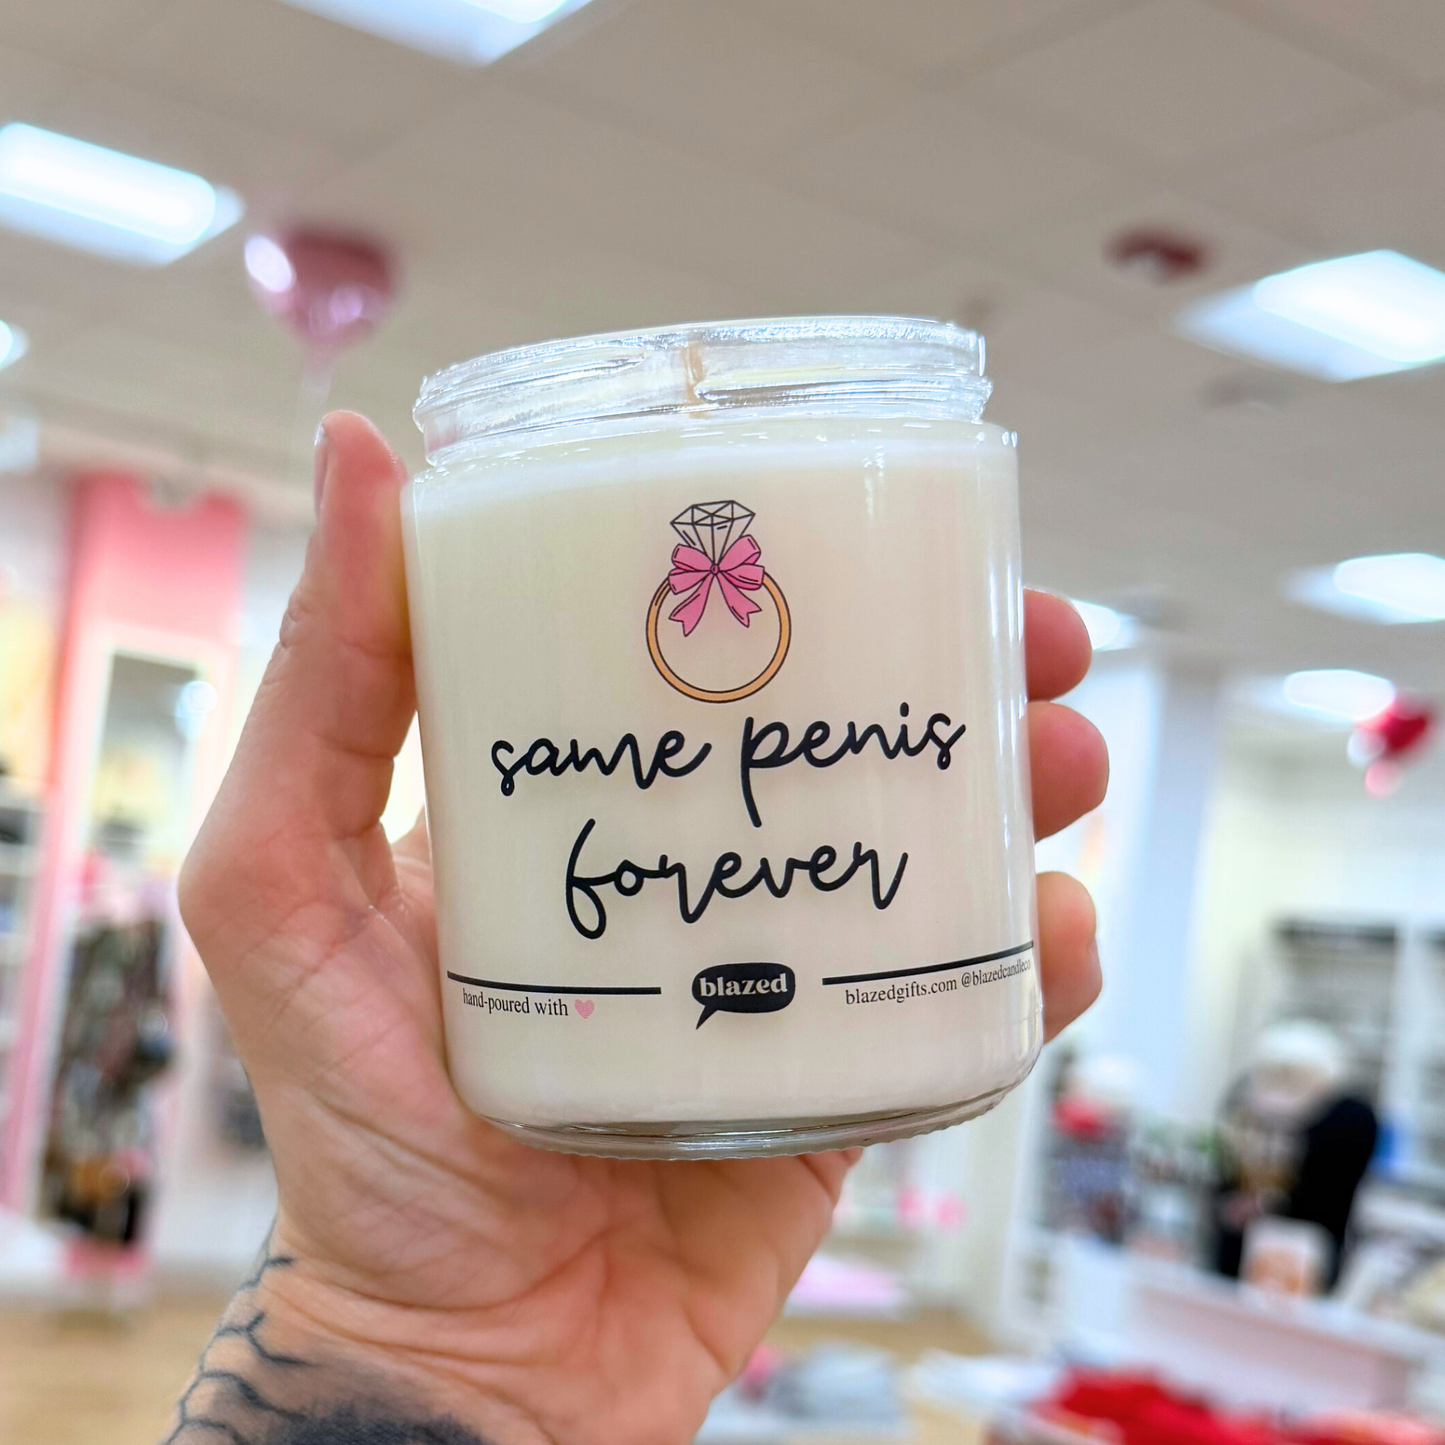 same penis
forever
blazed
hand-poured with
blazedgifts.com @blazedcandleco